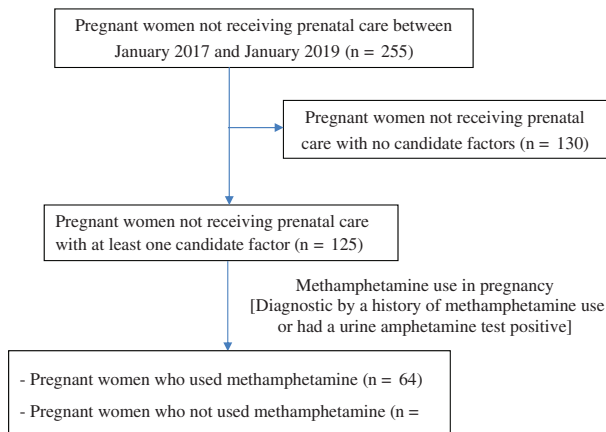 Pregnant women not receiving prenatal care between
January 2017 and January 2019 (n = 255)
Pregnant women not receiving prenatal
care with no candidate factors (n = 130)
Pregnant women not receiving prenatal care
with at least one candidate factor (n = 125)
Methamphetamine use in pregnancy
[Diagnostic by a history of methamphetamine use
or had a urine amphetamine test positive]
- Pregnant women who used methamphetamine (n = 64)
- Pregnant women who not used methamphetamine (n =